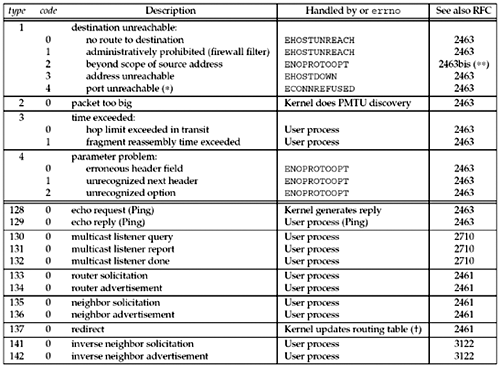 type code Description Handled by or errno See also RFC
1 destination unreachable:
0 no route to destination EHOSTUNREACH 2463
1 administratively prohibited (firewall filter) EHOSTUNREACH 2463
2 beyond scope of source address ENOPROTOOPT 2463bis (**)
3 address unreachable EHOSTDOWN 2463
4 port unreachable (*) ECONNREFUSED 2463
2 0 packet too big Kernel does PMTU discovery 2463
3 time exceeded:
0 hop limit exceeded in transit User process 2463
1 fragment reassembly time exceeded User process 2463
4 parameter problem:
0 erroneous header field ENOPROTOOPT 2463
1 unrecognized next header ENOPROTOOPT 2463
2 unrecognized option ENOPROTOOPT 2463
128 0 echo request (Ping) Kernel generates reply 2463
129 0 echo reply (Ping) User process (Ping) 2463
130 0 multicast listener query User process 2710
131 0 multicast listener report User process 2710
132 0 multicast listener done User process 2710
133 0 router solicitation User process 2461
134 0 router advertisement User process 2461
135 0 neighbor solicitation User process 2461
136 0 neighbor advertisement User process 2461
137 0 redirect Kernel updates routing table (†) 2461
141 0 inverse neighbor solicitation User process 3122
142 0 inverse neighbor advertisement User process 3122